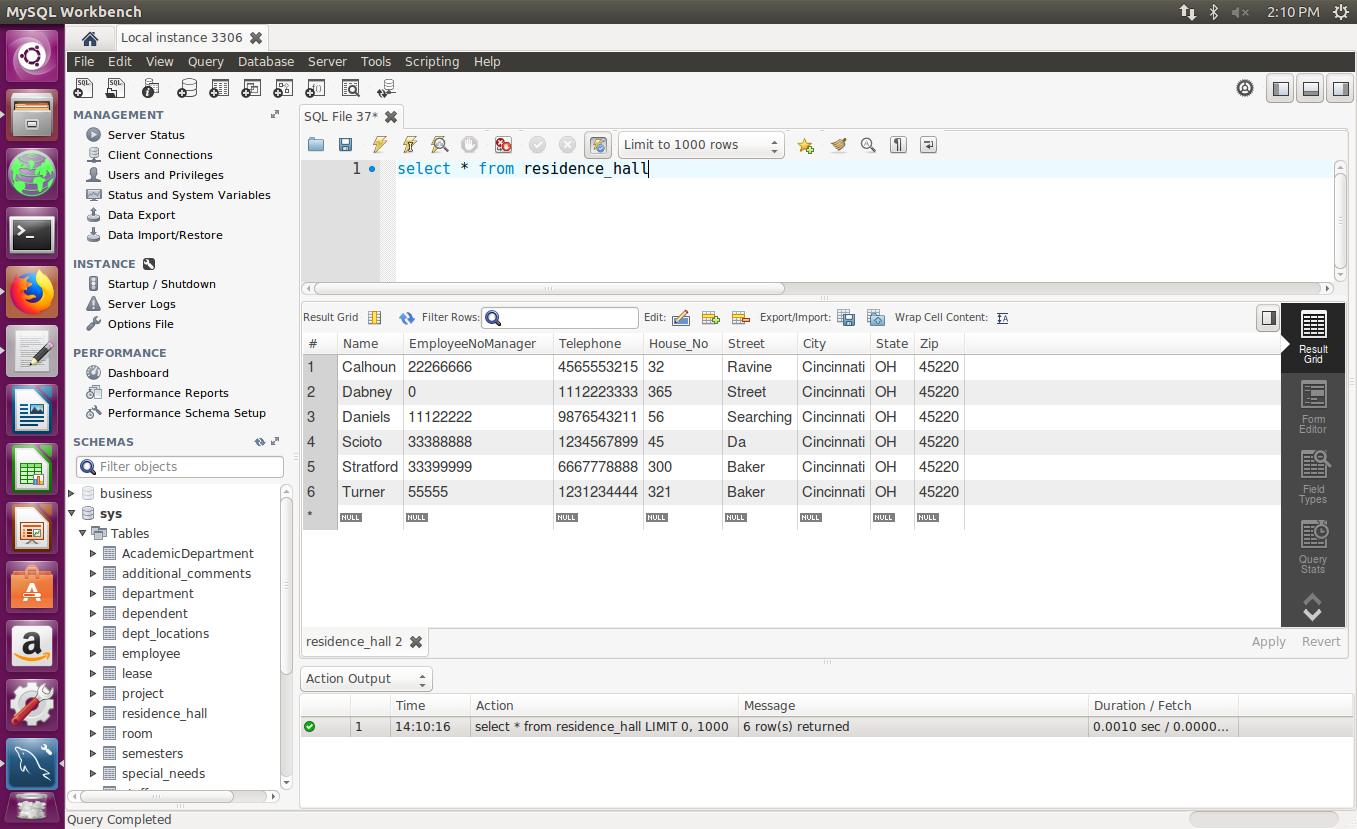 MySQL Workbench
2:10 PM
Local instance 3306
File Edit View Query Database Server Tools Scripting Help
MANAGEMENT
Server Status
Client Connections
Users and Privileges
Status and System Variables
Data Export
Data Import/Restore
INSTANCE
Startup / Shutdown
Server Logs
Options File
PERFORMANCE
Dashboard
Performance Reports
Performance Schema Setup
SCHEMAS
Filter objects
business
sys
Tables
AcademicDepartment
additional_comments
department
dependent
dept_locations
employee
lease
project
residence_hall
room
semesters
special_needs
SQL File 37*
Limit to 1000 rows
1 select * from residence_hall
Result Grid Filter Rows: Edit: Export/Import: Wrap Cell Content:
# Name EmployeeNoManager Telephone House_No Street City State Zip
1 Calhoun 22266666 4565553215 32 Ravine Cincinnati OH 45220
2 Dabney 0 1112223333 365 Street Cincinnati OH 45220
3 Daniels 11122222 9876543211 56 Searching Cincinnati OH 45220
4 Scioto 33388888 1234567899 45 Da Cincinnati OH 45220
5 Stratford 33399999 6667778888 300 Baker Cincinnati OH 45220
6 Turner 55555 1231234444 321 Baker Cincinnati OH 45220
* NULL NULL NULL NULL NULL NULL NULL NULL
Result
Grid
Form
Editor
Field
Types
Query
Stats
residence_hall 2
Apply Revert
Action Output
Time Action Message Duration / Fetch
1 14:10:16 select * from residence_hall LIMIT 0, 1000 6 row(s) returned 0.0010 sec / 0.0000...
Query Completed